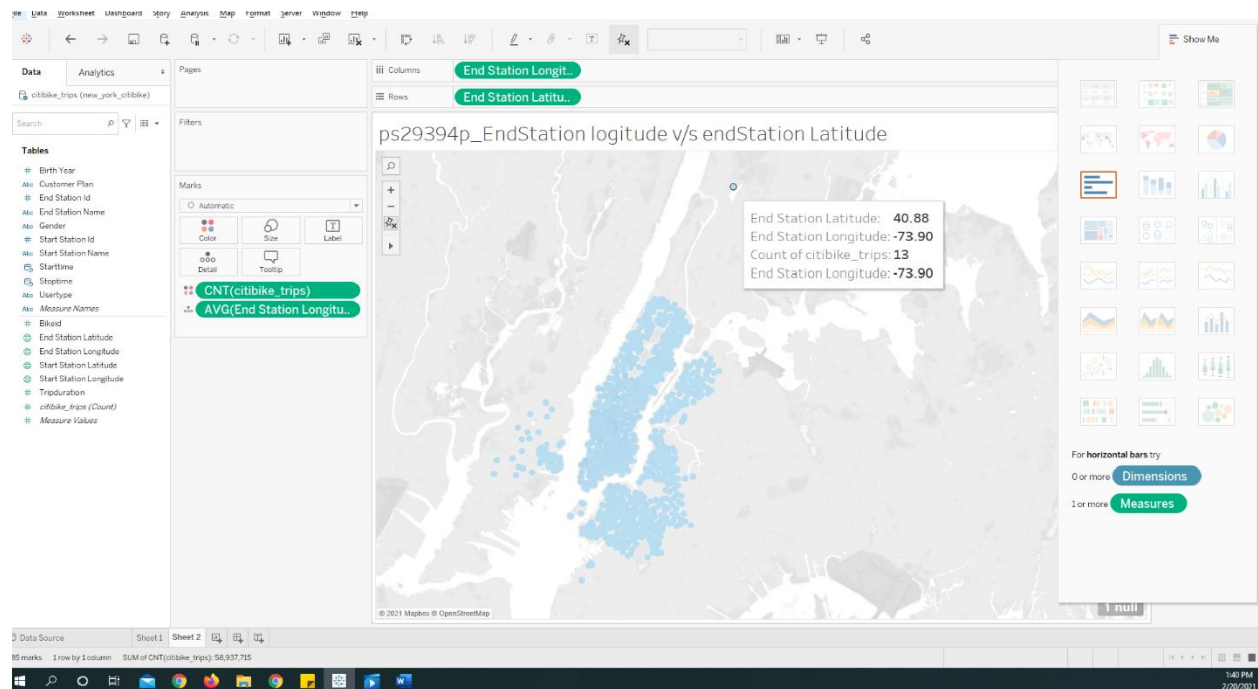 File Data Worksheet Dashboard Story Analysis Map Format Server Window Help
Show Me
Data Analytics
citibike_trips (new_york_citibike)
Search
Tables
# Birth Year
Abc Customer Plan
# End Station Id
Abc End Station Name
Abc Gender
# Start Station Id
Abc Start Station Name
Starttime
Stoptime
Abc Usertype
Abc Measure Names
# Bikeid
End Station Latitude
End Station Longitude
Start Station Latitude
Start Station Longitude
# Tripduration
# citibike_trips (Count)
# Measure Values
Pages
Filters
Marks
Automatic
Color Size Label
Detail Tooltip
CNT(citibike_trips)
AVG(End Station Longitu..
Columns End Station Longit..
Rows End Station Latitu..
ps29394p_EndStation logitude v/s endStation Latitude
End Station Latitude: 40.88
End Station Longitude: -73.90
Count of citibike_trips: 13
End Station Longitude: -73.90
© 2021 Mapbox © OpenStreetMap
1 null
For horizontal bars try
0 or more Dimensions
1 or more Measures
Data Source Sheet 1 Sheet 2
85 marks 1 row by 1 column SUM of CNT(citibike_trips): 58,937,715
1:40 PM
2/20/2021